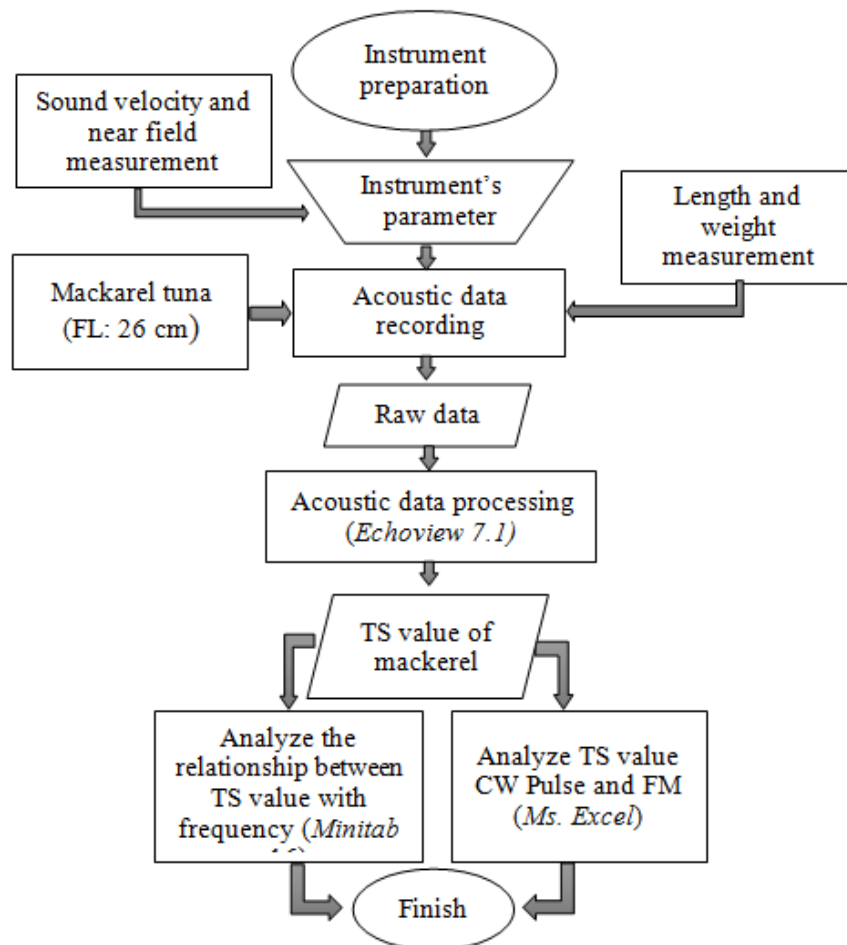 Instrument
preparation
Sound velocity and
near field
measurement
Instrument's
parameter
Length and
weight
measurement
Mackarel tuna
(FL: 26 cm)
Acoustic data
recording
Raw data
Acoustic data processing
(Echoview 7.1)
TS value of
mackerel
Analyze the
relationship between
TS value with
frequency (Minitab
Analyze TS value
CW Pulse and FM
(Ms. Excel)
Finish